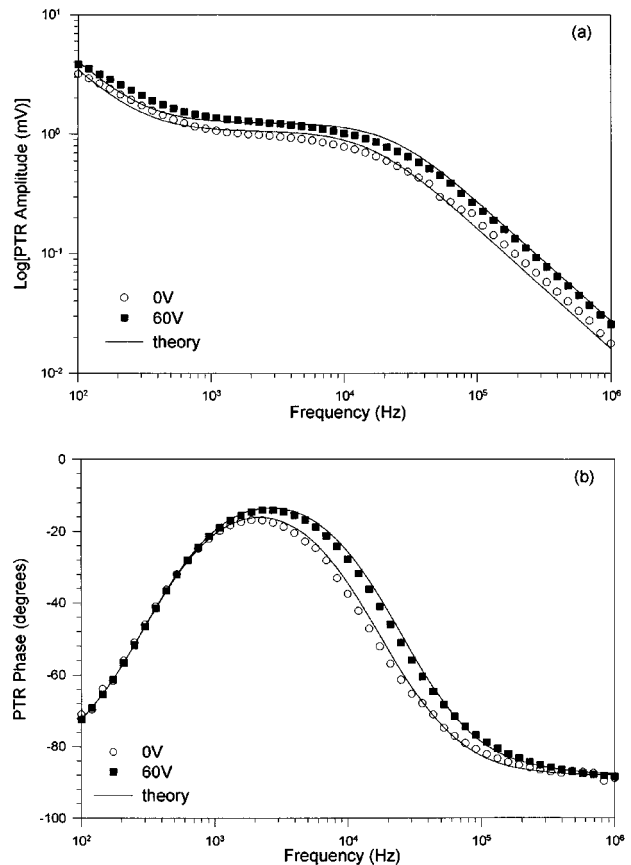 (a)
Log[PTR Amplitude (mV)]
10¹
10⁰
10⁻¹
10⁻²
0V
60V
theory
10² 10³ 10⁴ 10⁵ 10⁶
Frequency (Hz)
(b)
PTR Phase (degrees)
0
-20
-40
-60
-80
-100
0V
60V
theory
10² 10³ 10⁴ 10⁵ 10⁶
Frequency (Hz)